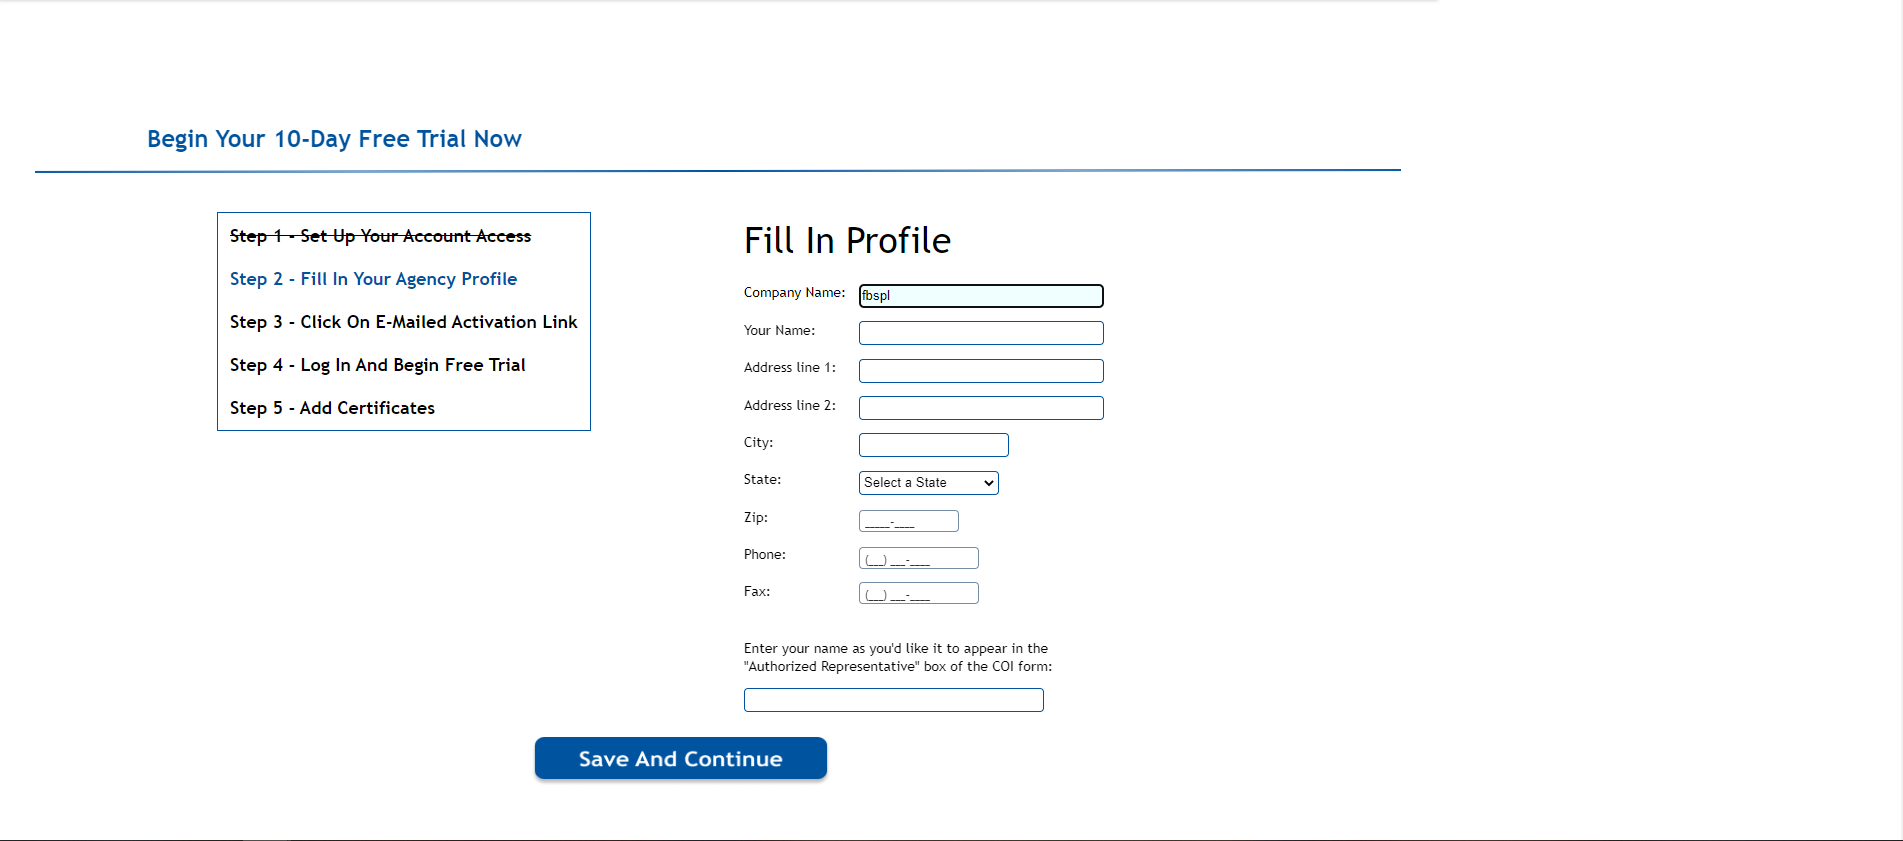 Begin Your 10-Day Free Trial Now
Step 1 - Set Up Your Account Access
Step 2 - Fill In Your Agency Profile
Step 3 - Click On E-Mailed Activation Link
Step 4 - Log In And Begin Free Trial
Step 5 - Add Certificates
Fill In Profile
Company Name: fbspl
Your Name:
Address line 1:
Address line 2:
City:
State: Select a State
Zip: _____-____
Phone: (___) ___-____
Fax: (___) ___-____
Enter your name as you'd like it to appear in the
"Authorized Representative" box of the COI form:
Save And Continue